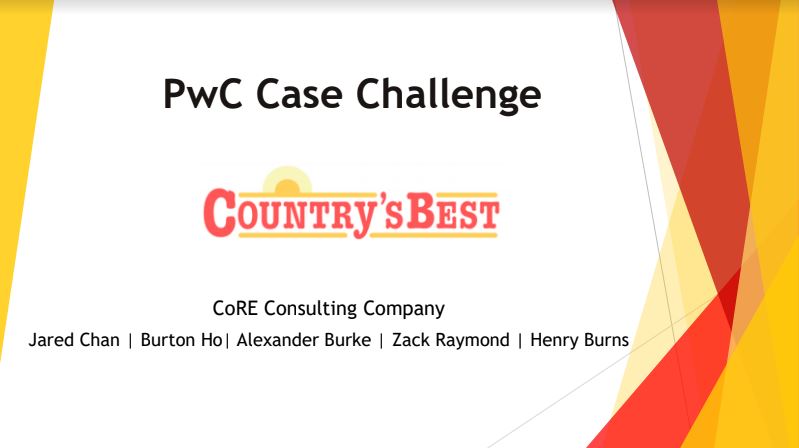 PwC Case Challenge
COUNTRY'S BEST
CoRE Consulting Company
Jared Chan | Burton Ho| Alexander Burke | Zack Raymond | Henry Burns